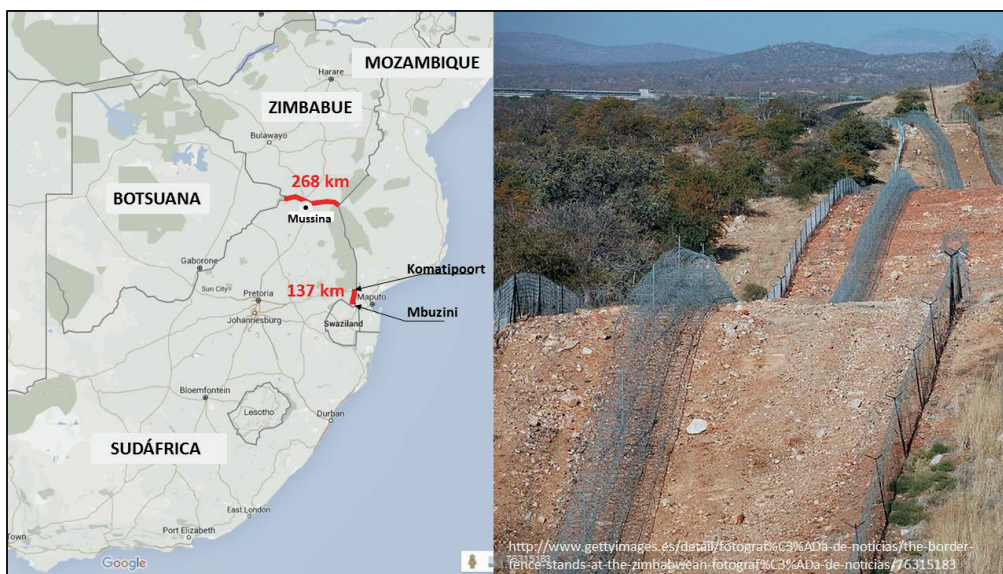 MOZAMBIQUE
Harare
ZIMBABUE
Bulawayo
268 km
BOTSUANA
Mussina
Komatipoort
Gaborone
137 km
Sun City
Pretoria
Maputo
Mbuzini
Johannesburg
Swaziland
Bloemfontein
Lesotho
Durban
SUDÁFRICA
East London
Port Elizabeth
Town
Google
76315183
http://www.gettyimages.es/detail/fotograf%C3%ADa-de-noticias/the-border-
fence-stands-at-the-zimbabwean-fotograf%C3%ADa-de-noticias/76315183